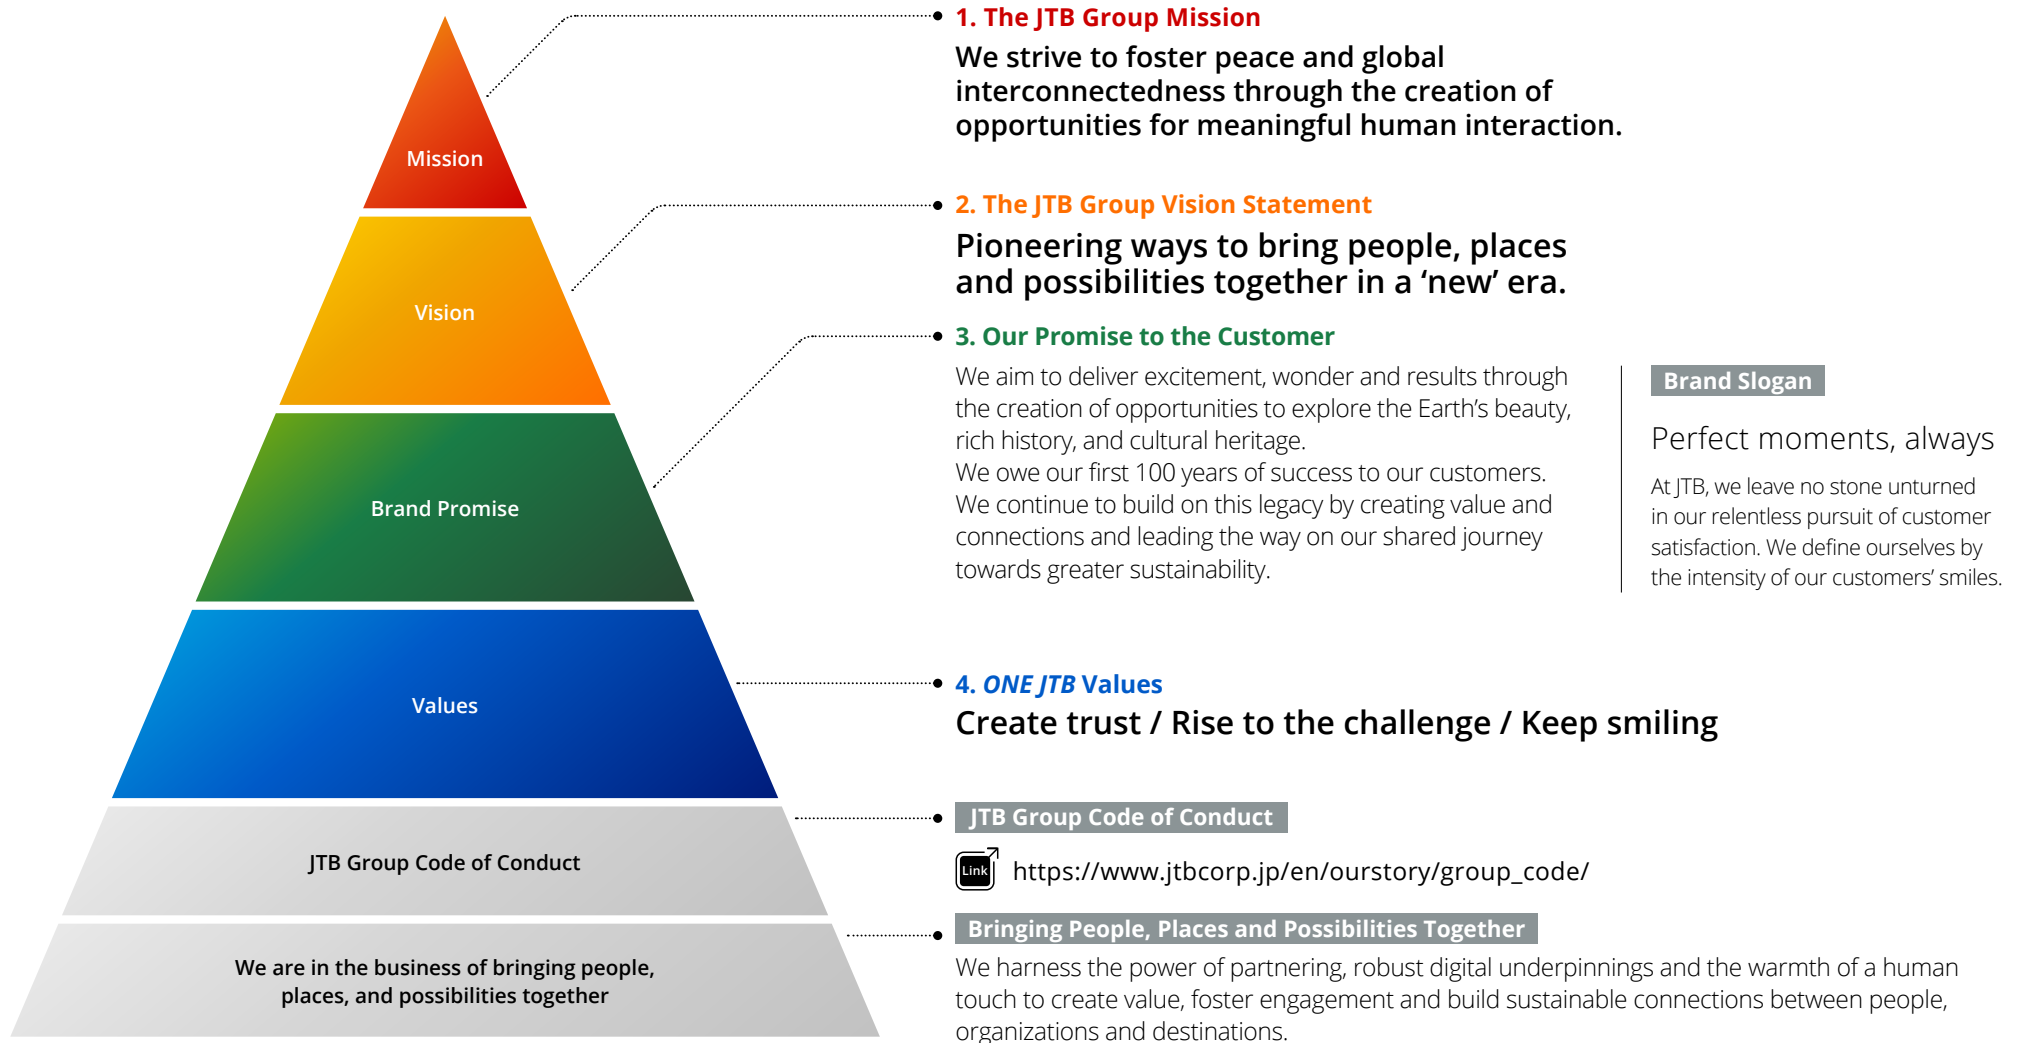 Mission
Vision
Brand Promise
Values
JTB Group Code of Conduct
We are in the business of bringing people,
places, and possibilities together
1. The JTB Group Mission
We strive to foster peace and global
interconnectedness through the creation of
opportunities for meaningful human interaction.
2. The JTB Group Vision Statement
Pioneering ways to bring people, places
and possibilities together in a ‘new’ era.
3. Our Promise to the Customer
We aim to deliver excitement, wonder and results through
the creation of opportunities to explore the Earth’s beauty,
rich history, and cultural heritage.
We owe our first 100 years of success to our customers.
We continue to build on this legacy by creating value and
connections and leading the way on our shared journey
towards greater sustainability.
Brand Slogan
Perfect moments, always
At JTB, we leave no stone unturned
in our relentless pursuit of customer
satisfaction. We define ourselves by
the intensity of our customers’ smiles.
4. ONE JTB Values
Create trust / Rise to the challenge / Keep smiling
JTB Group Code of Conduct
Link
https://www.jtbcorp.jp/en/ourstory/group_code/
Bringing People, Places and Possibilities Together
We harness the power of partnering, robust digital underpinnings and the warmth of a human
touch to create value, foster engagement and build sustainable connections between people,
organizations and destinations.